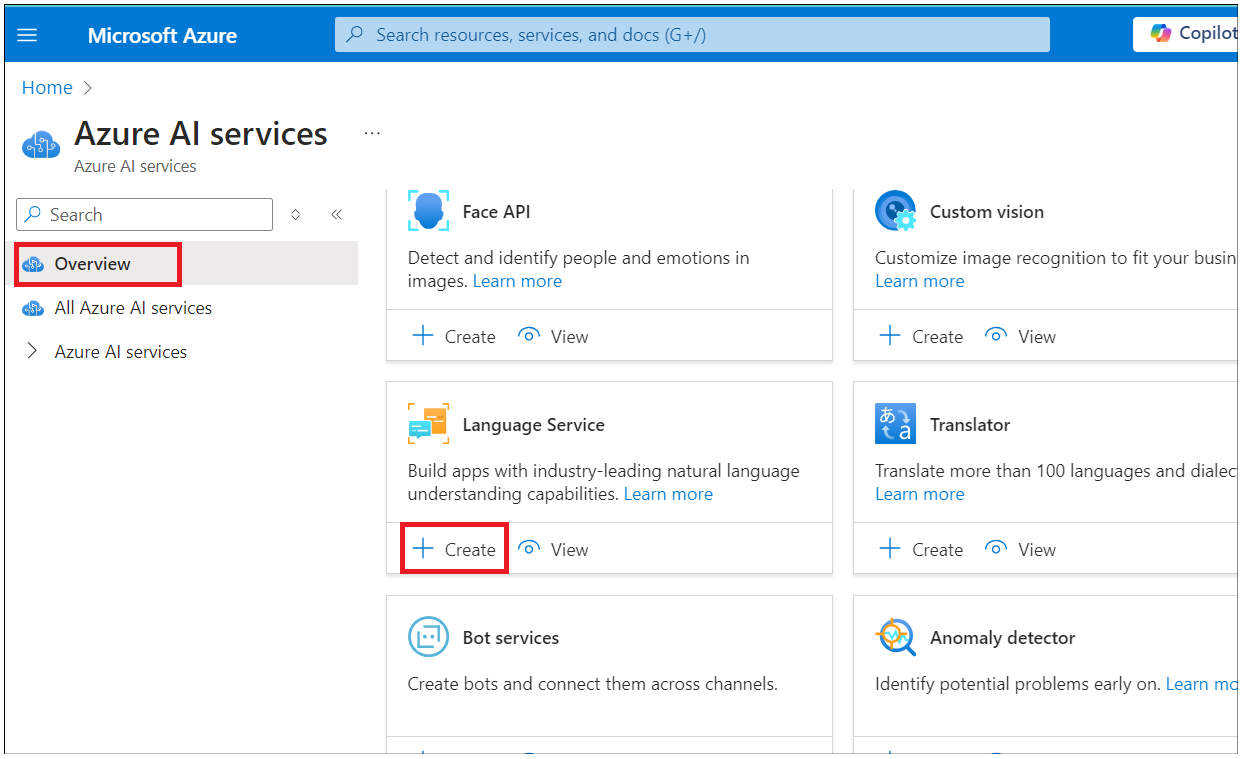 Microsoft Azure
Search resources, services, and docs (G+/)
Copilot
Home
Azure AI services
Azure AI services
Search
Overview
All Azure AI services
Azure AI services
Face API
Detect and identify people and emotions in
images. Learn more
Create View
Custom vision
Customize image recognition to fit your busin
Learn more
Create View
Language Service
Build apps with industry-leading natural language
understanding capabilities. Learn more
Create View
Translator
Translate more than 100 languages and dialec
Learn more
Create View
Bot services
Create bots and connect them across channels.
Anomaly detector
Identify potential problems early on. Learn mo